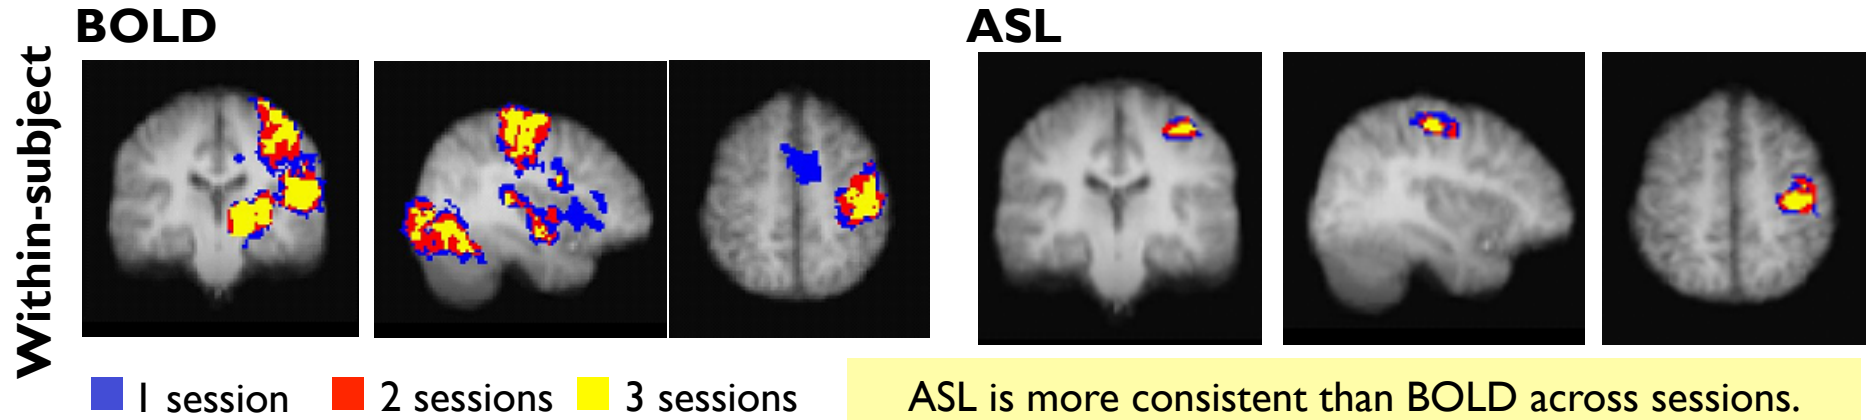 BOLD
ASL
Within-subject
1 session
2 sessions
3 sessions
ASL is more consistent than BOLD across sessions.